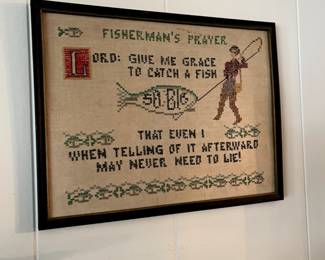 FISHERMAN'S PRAYER
LORD: GIVE ME GRACE
TO CATCH A FISH
SO BIG
THAT EVEN I
WHEN TELLING OF IT AFTERWARD
MAY NEVER NEED TO LIE!